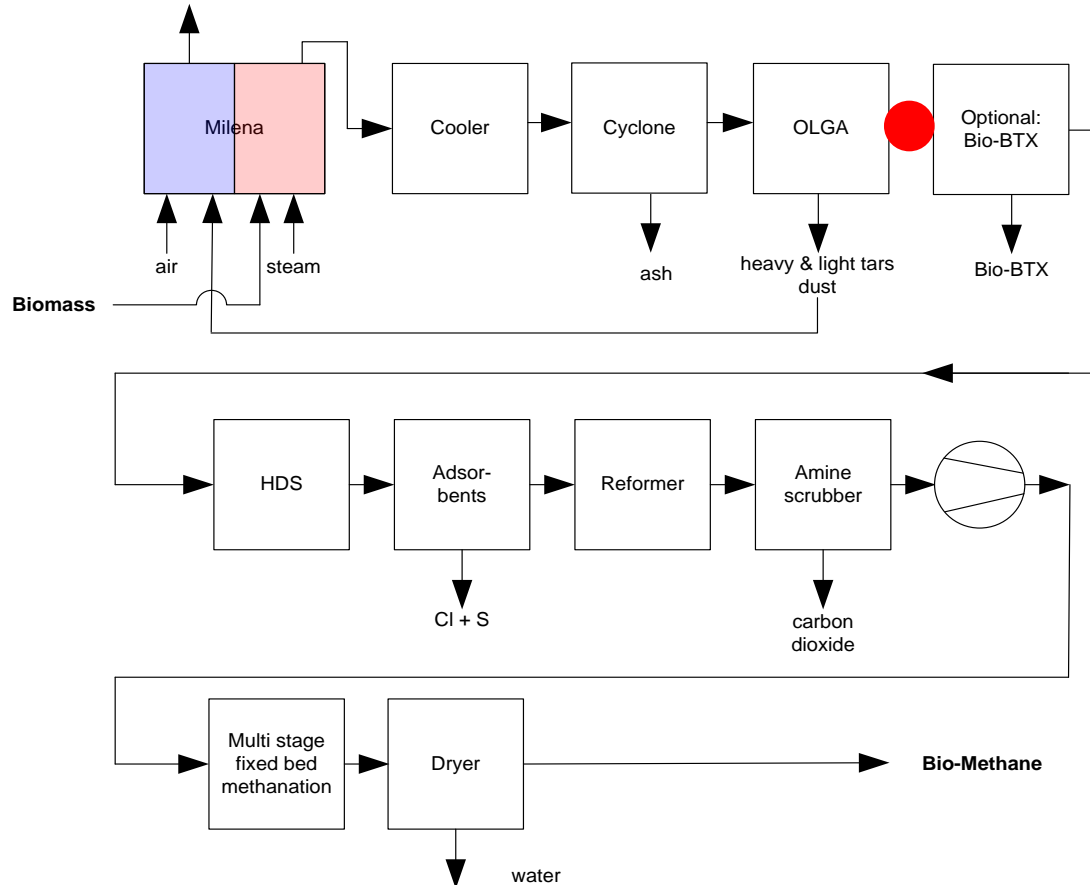 Milena
Cooler
Cyclone
OLGA
Optional:
Bio-BTX
air
steam
ash
heavy & light tars
dust
Bio-BTX
Biomass
HDS
Adsor-
bents
Reformer
Amine
scrubber
Cl + S
carbon
dioxide
Multi stage
fixed bed
methanation
Dryer
Bio-Methane
water